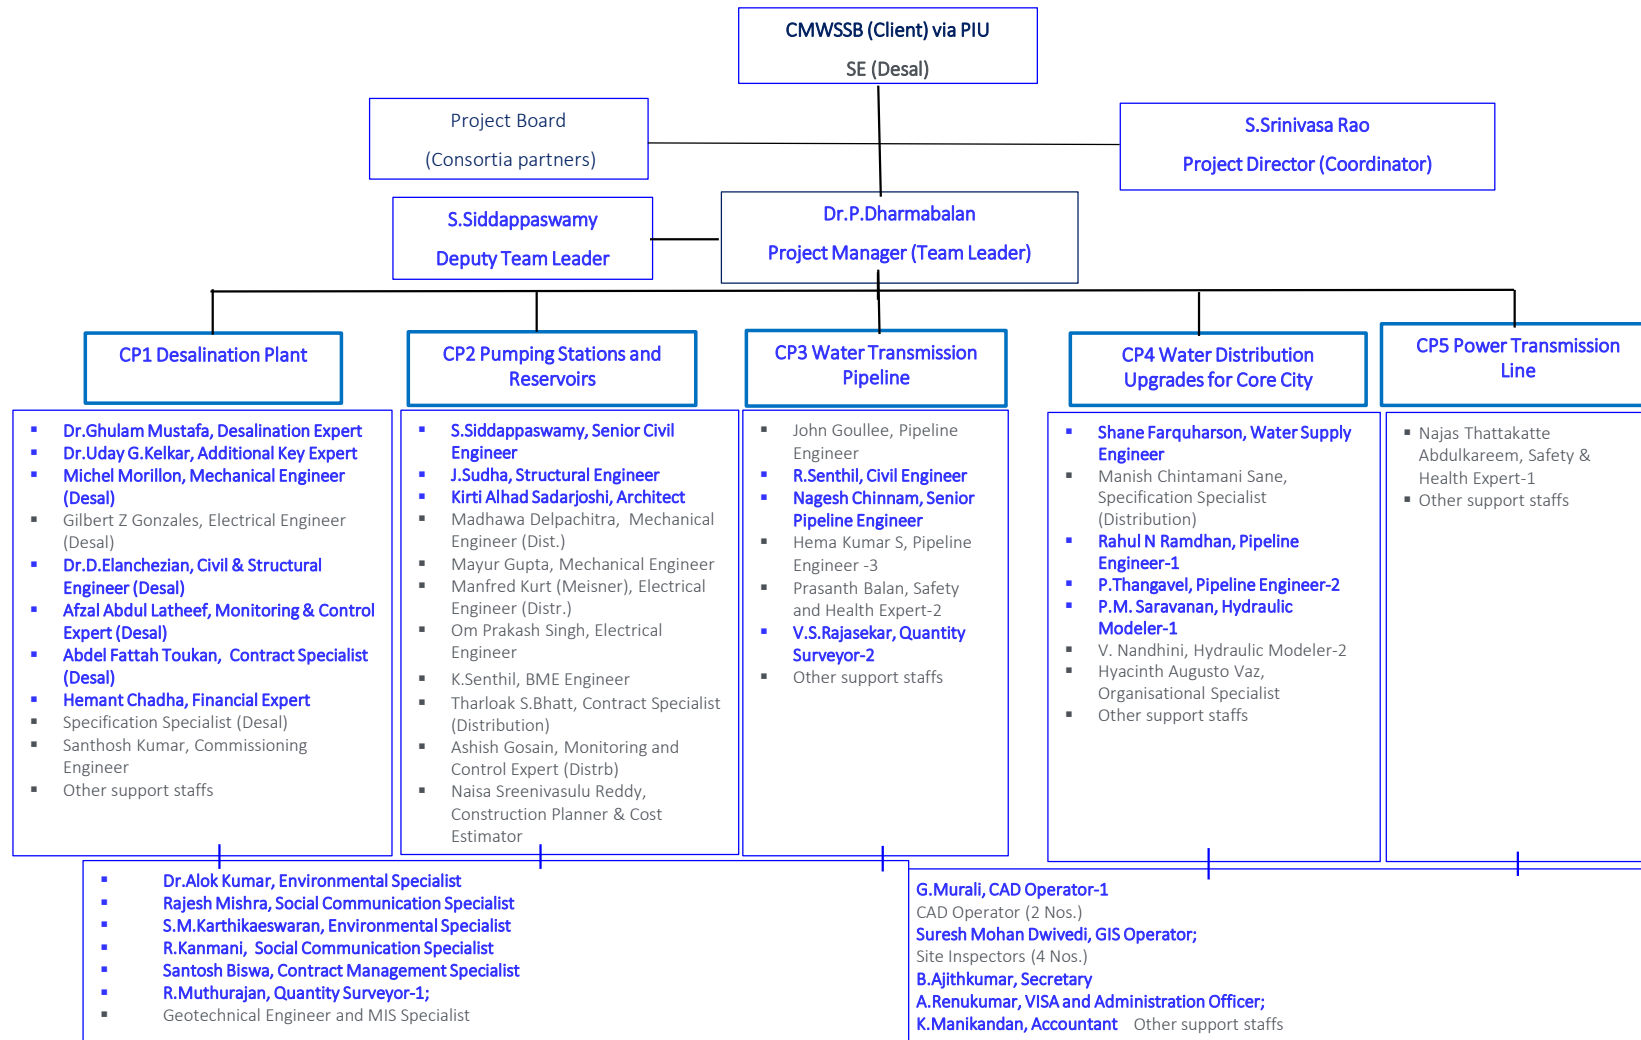 CMWSSB (Client) via PIU
SE (Desal)
Project Board
(Consortia partners)
S.Srinivasa Rao
Project Director (Coordinator)
S.Siddappaswamy
Deputy Team Leader
Dr.P.Dharmabalan
Project Manager (Team Leader)
CP1 Desalination Plant
CP2 Pumping Stations and
Reservoirs
CP3 Water Transmission
Pipeline
CP4 Water Distribution
Upgrades for Core City
CP5 Power Transmission
Line
▪ Dr.Ghulam Mustafa, Desalination Expert
▪ Dr.Uday G.Kelkar, Additional Key Expert
▪ Michel Morillon, Mechanical Engineer
(Desal)
▪ Gilbert Z Gonzales, Electrical Engineer
(Desal)
▪ Dr.D.Elanchezian, Civil & Structural
Engineer (Desal)
▪ Afzal Abdul Latheef, Monitoring & Control
Expert (Desal)
▪ Abdel Fattah Toukan, Contract Specialist
(Desal)
▪ Hemant Chadha, Financial Expert
▪ Specification Specialist (Desal)
▪ Santhosh Kumar, Commissioning
Engineer
▪ Other support staffs
▪ S.Siddappaswamy, Senior Civil
Engineer
▪ J.Sudha, Structural Engineer
▪ Kirti Alhad Sadarjoshi, Architect
▪ Madhawa Delpachitra, Mechanical
Engineer (Dist.)
▪ Mayur Gupta, Mechanical Engineer
▪ Manfred Kurt (Meisner), Electrical
Engineer (Distr.)
▪ Om Prakash Singh, Electrical
Engineer
▪ K.Senthil, BME Engineer
▪ Tharloak S.Bhatt, Contract Specialist
(Distribution)
▪ Ashish Gosain, Monitoring and
Control Expert (Distrb)
▪ Naisa Sreenivasulu Reddy,
Construction Planner & Cost
Estimator
▪ John Goullee, Pipeline
Engineer
▪ R.Senthil, Civil Engineer
▪ Nagesh Chinnam, Senior
Pipeline Engineer
▪ Hema Kumar S, Pipeline
Engineer -3
▪ Prasanth Balan, Safety
and Health Expert-2
▪ V.S.Rajasekar, Quantity
Surveyor-2
▪ Other support staffs
▪ Shane Farquharson, Water Supply
Engineer
▪ Manish Chintamani Sane,
Specification Specialist
(Distribution)
▪ Rahul N Ramdhan, Pipeline
Engineer-1
▪ P.Thangavel, Pipeline Engineer-2
▪ P.M. Saravanan, Hydraulic
Modeler-1
▪ V. Nandhini, Hydraulic Modeler-2
▪ Hyacinth Augusto Vaz,
Organisational Specialist
▪ Other support staffs
▪ Najas Thattakatte
Abdulkareem, Safety &
Health Expert-1
▪ Other support staffs
▪ Dr.Alok Kumar, Environmental Specialist
▪ Rajesh Mishra, Social Communication Specialist
▪ S.M.Karthikaeswaran, Environmental Specialist
▪ R.Kanmani, Social Communication Specialist
▪ Santosh Biswa, Contract Management Specialist
▪ R.Muthurajan, Quantity Surveyor-1;
▪ Geotechnical Engineer and MIS Specialist
G.Murali, CAD Operator-1
CAD Operator (2 Nos.)
Suresh Mohan Dwivedi, GIS Operator;
Site Inspectors (4 Nos.)
B.Ajithkumar, Secretary
A.Renukumar, VISA and Administration Officer;
K.Manikandan, Accountant Other support staffs